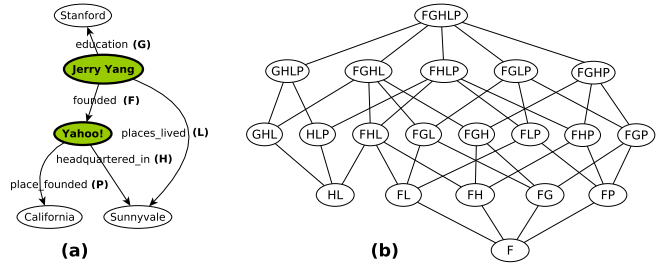 Stanford
education (G)
Jerry Yang
founded (F)
Yahoo!
places_lived (L)
headquartered_in (H)
place_founded (P)
California
Sunnyvale
(a)
FGHLP
GHLP FGHL FHLP FGLP FGHP
GHL HLP FHL FGL FGH FLP FHP FGP
HL FL FH FG FP
F
(b)